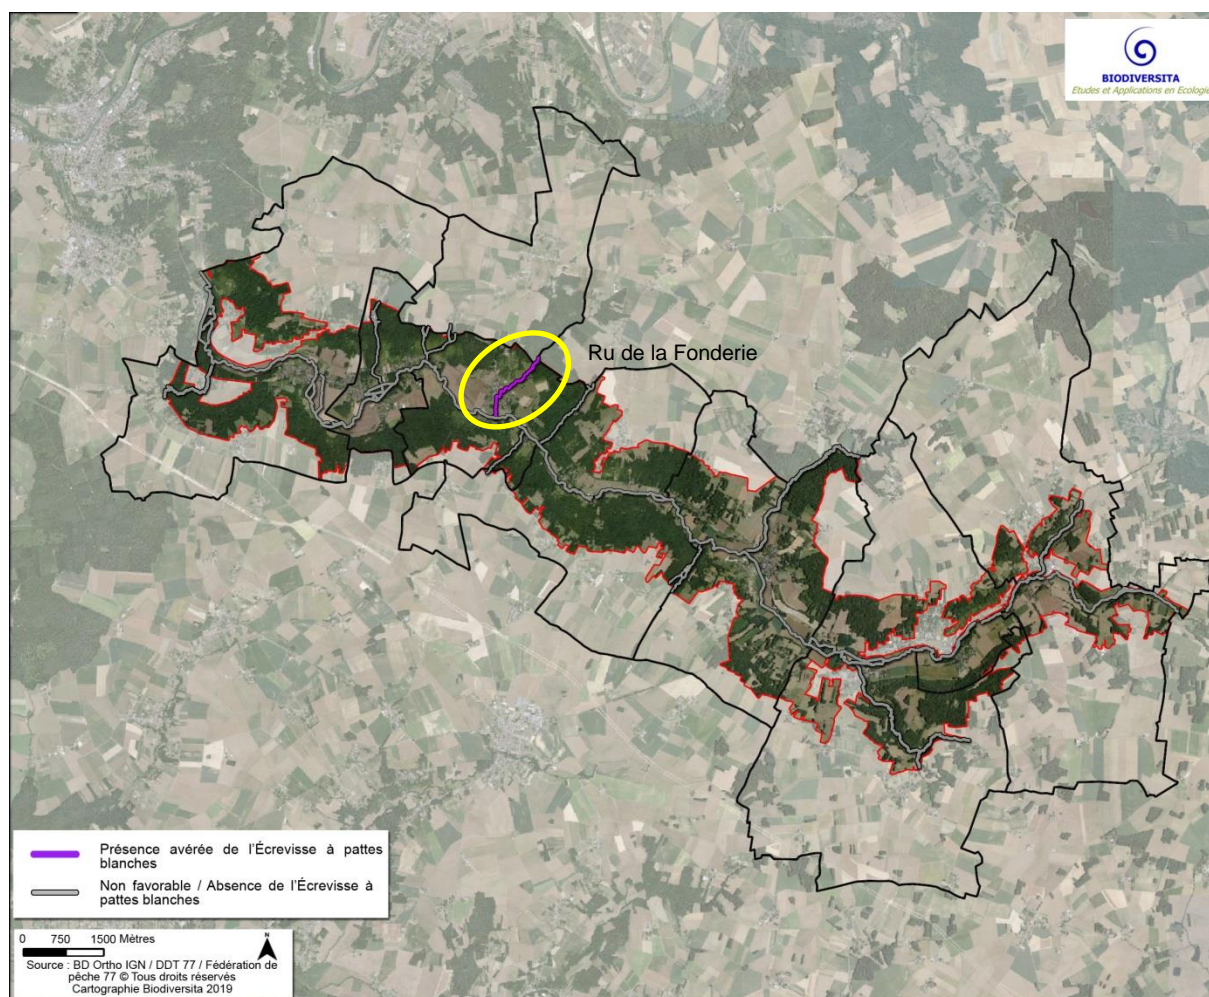 BIODIVERSITA
Etudes et Applications en Ecologie
Ru de la Fonderie
Présence avérée de l'Écrevisse à pattes
blanches
Non favorable / Absence de l'Écrevisse à
pattes blanches
0 750 1500 Mètres
N
Source : BD Ortho IGN / DDT 77 / Fédération de
pêche 77 © Tous droits réservés
Cartographie Biodiversita 2019